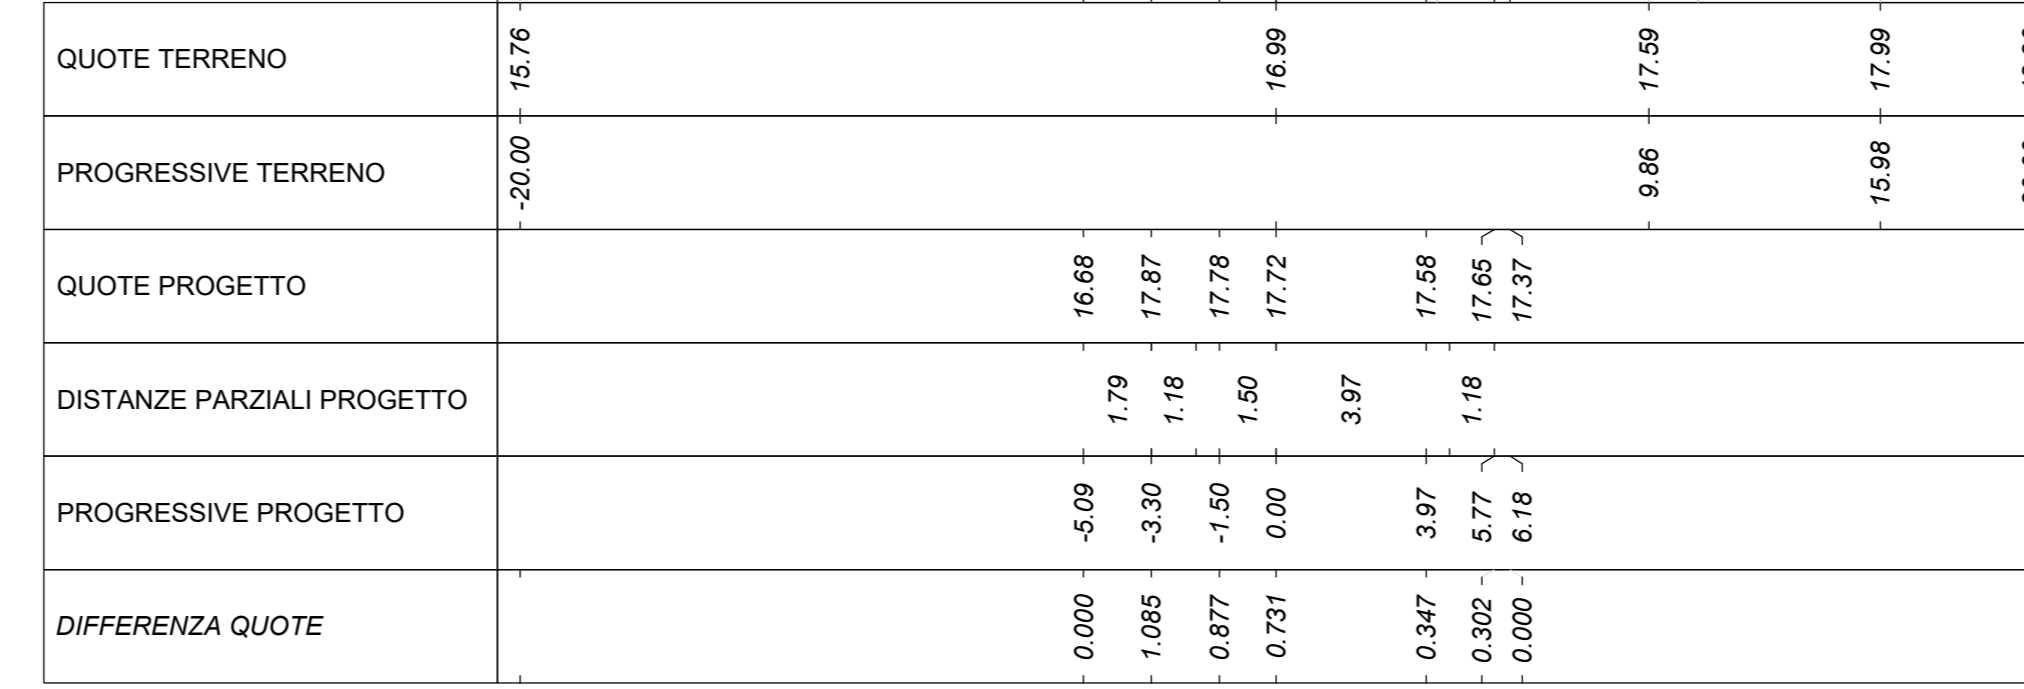 QUOTE TERRENO 15.76 16.99 17.59 17.99
PROGRESSIVE TERRENO -20.00 9.86 15.98
QUOTE PROGETTO 16.68 17.87 17.78 17.72 17.58 17.65 17.37
DISTANZE PARZIALI PROGETTO 1.79 1.18 1.50 3.97 1.18
PROGRESSIVE PROGETTO -5.09 -3.30 -1.50 0.00 3.97 5.77 6.18
DIFFERENZA QUOTE 0.000 1.085 0.877 0.731 0.347 0.302 0.000